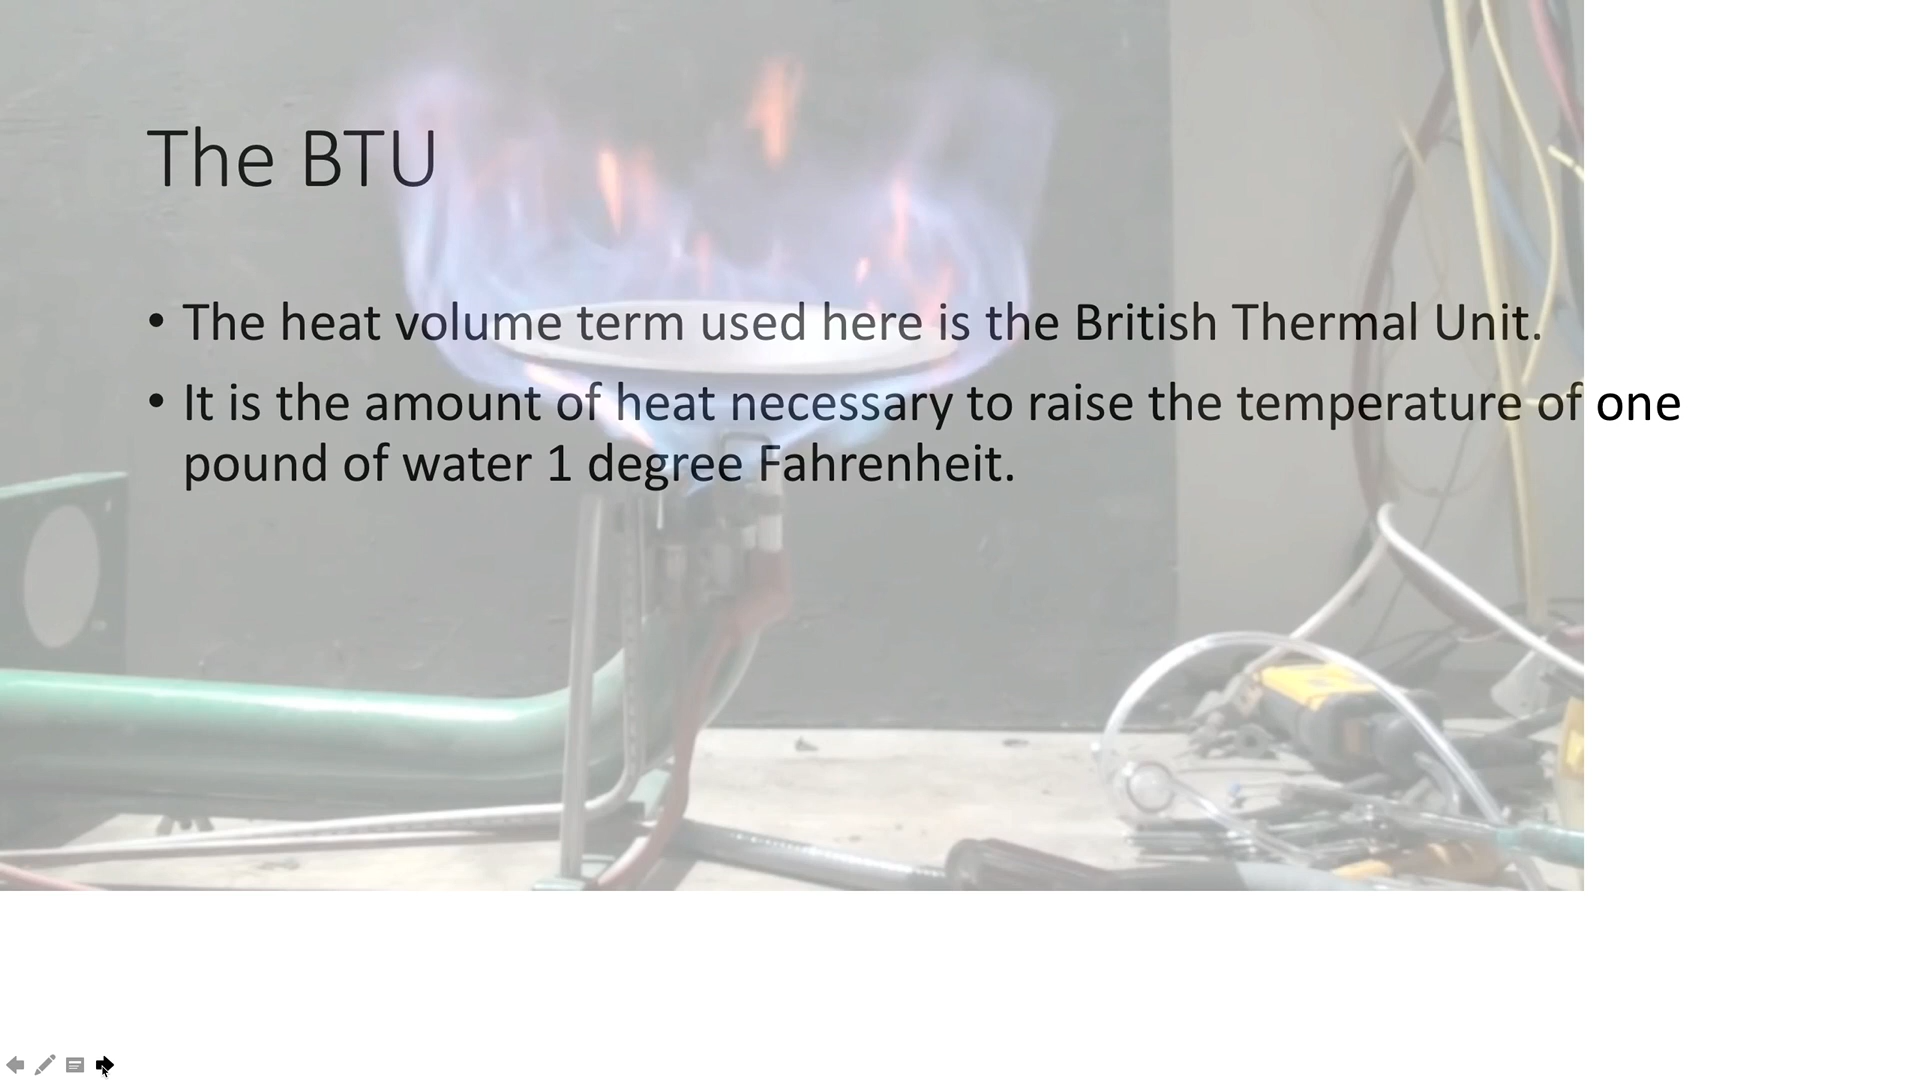 The BTU
• The heat volume term used here is the British Thermal Unit.
• It is the amount of heat necessary to raise the temperature of one
pound of water 1 degree Fahrenheit.